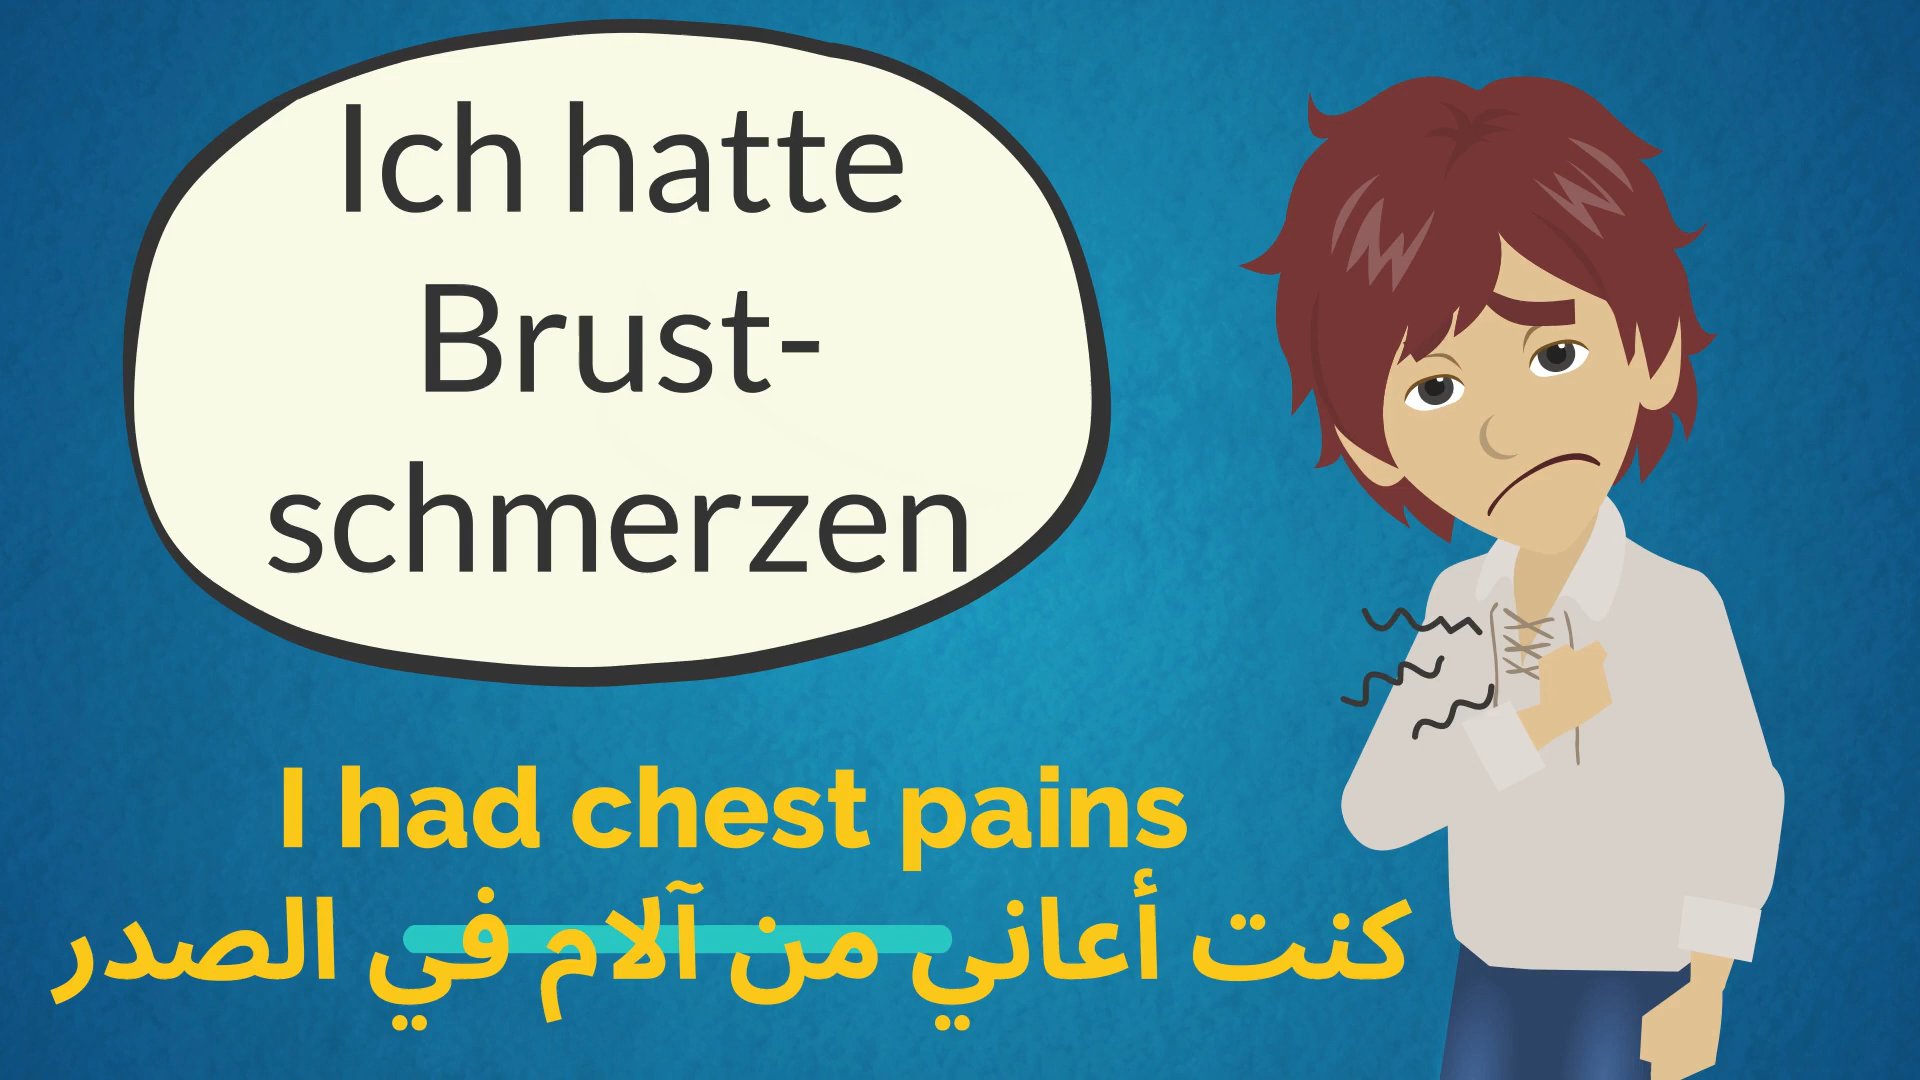 Ich hatte
Brust-
schmerzen
I had chest pains
كنت أعاني من آلام في الصدر